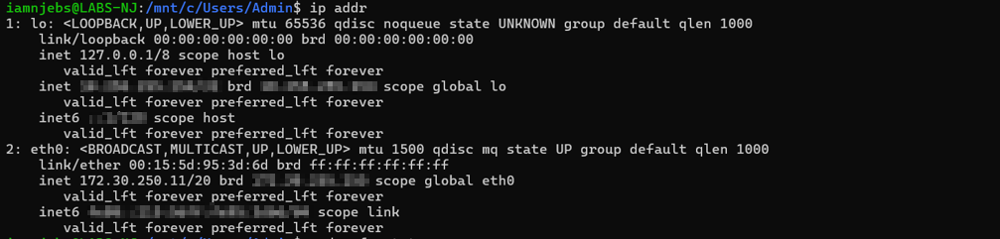 iamnjebs@LABS-NJ:/mnt/c/Users/Admin$ ip addr
1: lo: <LOOPBACK,UP,LOWER_UP> mtu 65536 qdisc noqueue state UNKNOWN group default qlen 1000
link/loopback 00:00:00:00:00:00 brd 00:00:00:00:00:00
inet 127.0.0.1/8 scope host lo
valid_lft forever preferred_lft forever
inet brd scope global lo
valid_lft forever preferred_lft forever
inet6 scope host
valid_lft forever preferred_lft forever
2: eth0: <BROADCAST,MULTICAST,UP,LOWER_UP> mtu 1500 qdisc mq state UP group default qlen 1000
link/ether 00:15:5d:95:3d:6d brd ff:ff:ff:ff:ff:ff
inet 172.30.250.11/20 brd scope global eth0
valid_lft forever preferred_lft forever
inet6 scope link
valid_lft forever preferred_lft forever